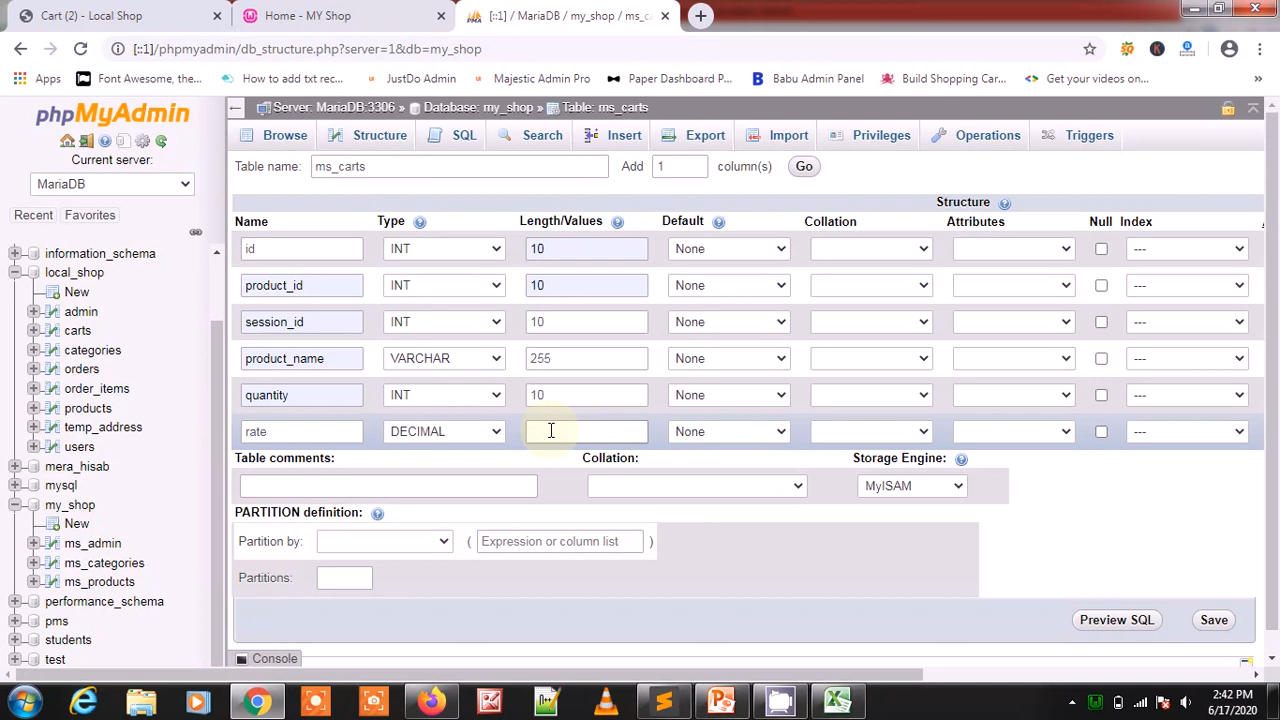 Cart (2) - Local Shop
Home - MY Shop
[::1] / MariaDB / my_shop / ms_ca
[::1]/phpmyadmin/db_structure.php?server=1&db=my_shop
Apps
Font Awesome, the...
How to add txt rec...
JustDo Admin
Majestic Admin Pro
Paper Dashboard P...
Babu Admin Panel
Build Shopping Car...
Get your videos on...
phpMyAdmin
Current server:
MariaDB
Recent
Favorites
information_schema
local_shop
New
admin
carts
categories
orders
order_items
products
temp_address
users
mera_hisab
mysql
my_shop
New
ms_admin
ms_categories
ms_products
performance_schema
pms
students
test
Server: MariaDB:3306 » Database: my_shop » Table: ms_carts
Browse Structure SQL Search Insert Export Import Privileges Operations Triggers
Table name: ms_carts Add 1 column(s) Go
Structure
Name Type Length/Values Default Collation Attributes Null Index
id INT 10 None ---
product_id INT 10 None ---
session_id INT 10 None ---
product_name VARCHAR 255 None ---
quantity INT 10 None ---
rate DECIMAL None ---
Table comments: Collation: Storage Engine:
MyISAM
PARTITION definition:
Partition by: ( Expression or column list )
Partitions:
Preview SQL Save
Console
2:42 PM
6/17/2020